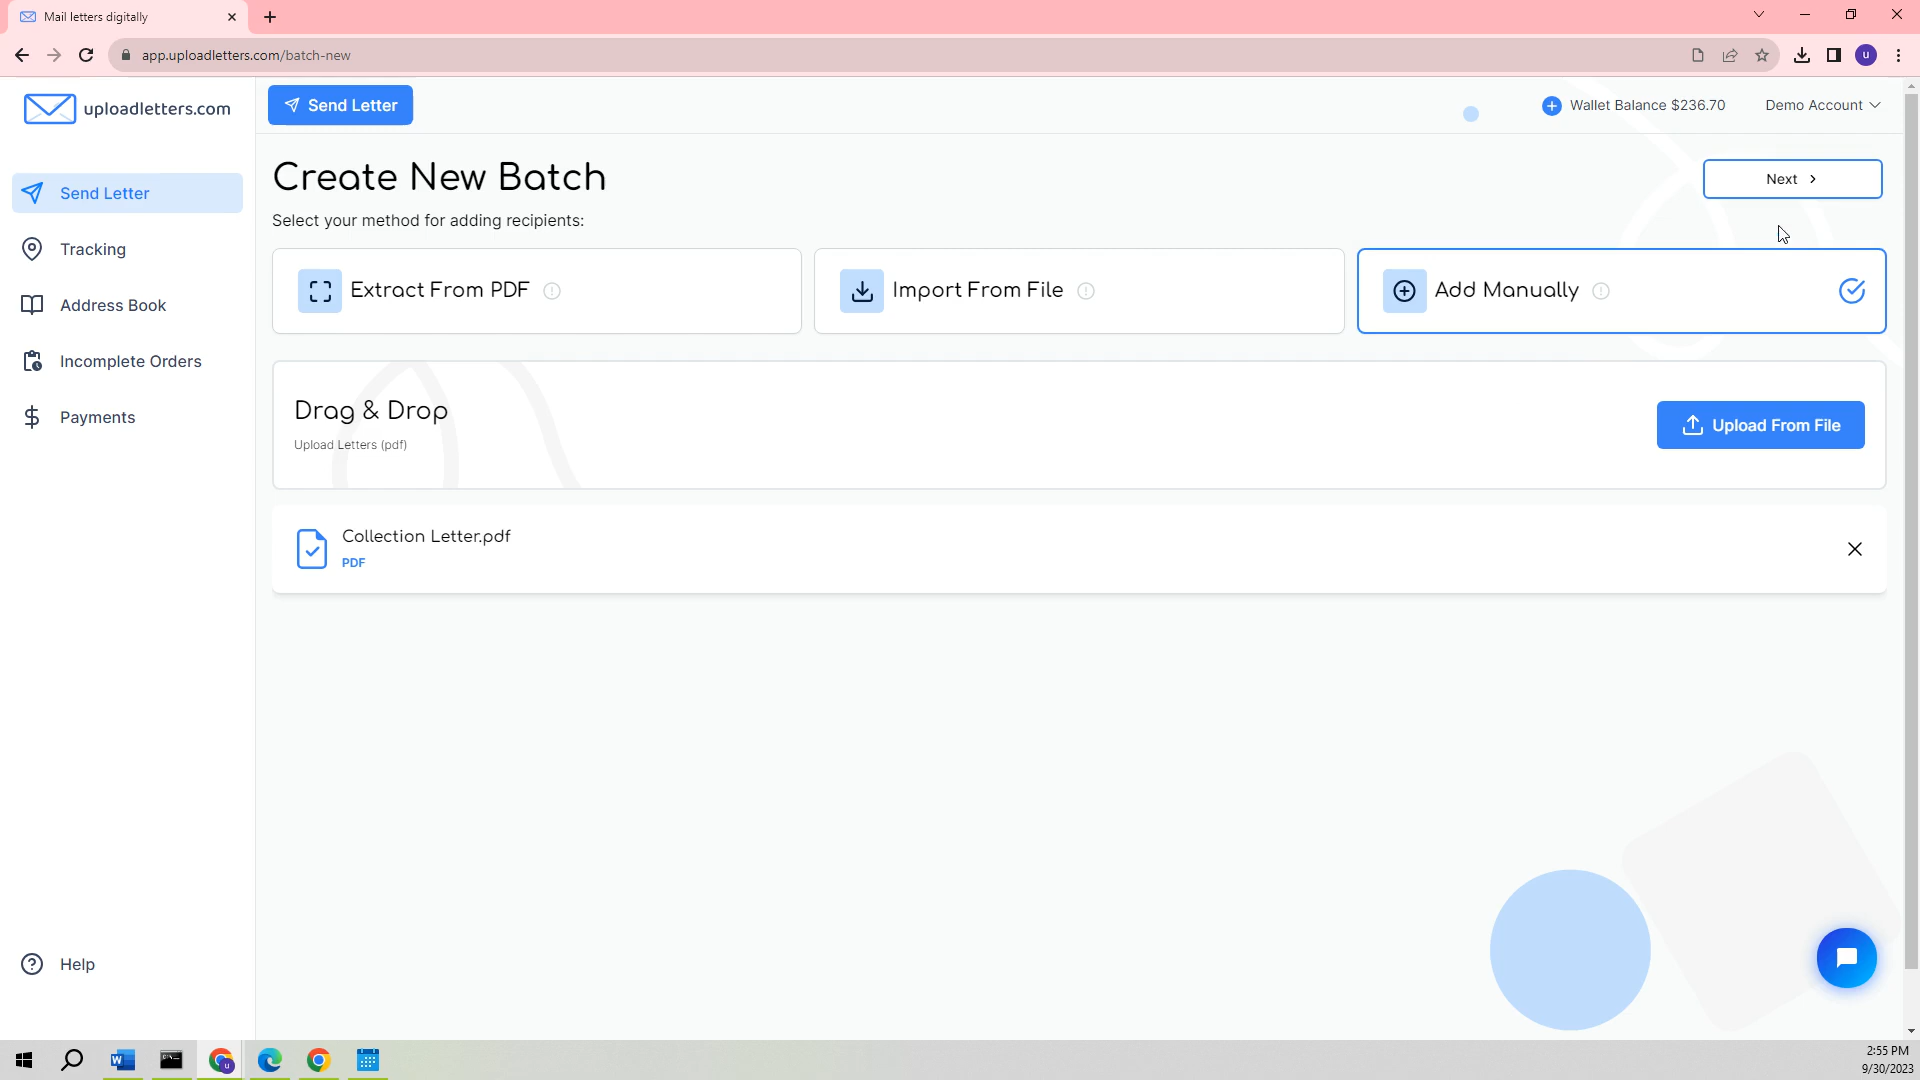 Mail letters digitally
app.uploadletters.com/batch-new
u
uploadletters.com
Send Letter
Wallet Balance $236.70
Demo Account
Send Letter
Tracking
Address Book
Incomplete Orders
Payments
Help
Create New Batch
Next
Select your method for adding recipients:
Extract From PDF
Import From File
Add Manually
Drag & Drop
Upload Letters (pdf)
Upload From File
Collection Letter.pdf
PDF
2:55 PM
9/30/2023